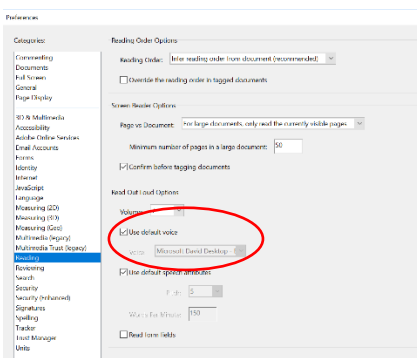 Preferences
Categories:
Commenting
Documents
Full Screen
General
Page Display
3D & Multimedia
Accessibility
Adobe Online Services
Email Accounts
Forms
Identity
Internet
JavaScript
Language
Measuring (2D)
Measuring (3D)
Measuring (Geo)
Multimedia (legacy)
Multimedia Trust (legacy)
Reading
Reviewing
Search
Security
Security (Enhanced)
Signatures
Spelling
Tracker
Trust Manager
Units
Reading Order Options
Reading Order: Infer reading order from document (recommended)
Override the reading order in tagged documents
Screen Reader Options
Page vs Document: For large documents, only read the currently visible pages
Minimum number of pages in a large document: 50
Confirm before tagging documents
Read Out Loud Options
Volume:
Use default voice
Voice: Microsoft David Desktop
Use default speech attributes
Pitch: 5
Words Per Minute: 150
Read form fields